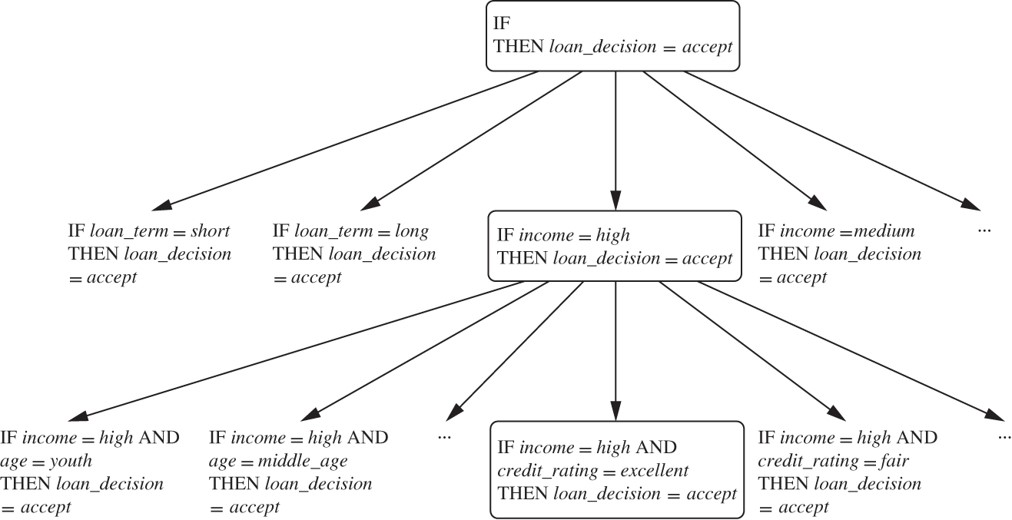 IF
THEN loan_decision = accept
IF loan_term = short
THEN loan_decision
= accept
IF loan_term = long
THEN loan_decision
= accept
IF income = high
THEN loan_decision = accept
IF income =medium
THEN loan_decision
= accept
...
IF income = high AND
age = youth
THEN loan_decision
= accept
IF income = high AND
age = middle_age
THEN loan_decision
= accept
...
IF income = high AND
credit_rating = excellent
THEN loan_decision = accept
IF income = high AND
credit_rating = fair
THEN loan_decision
= accept
...